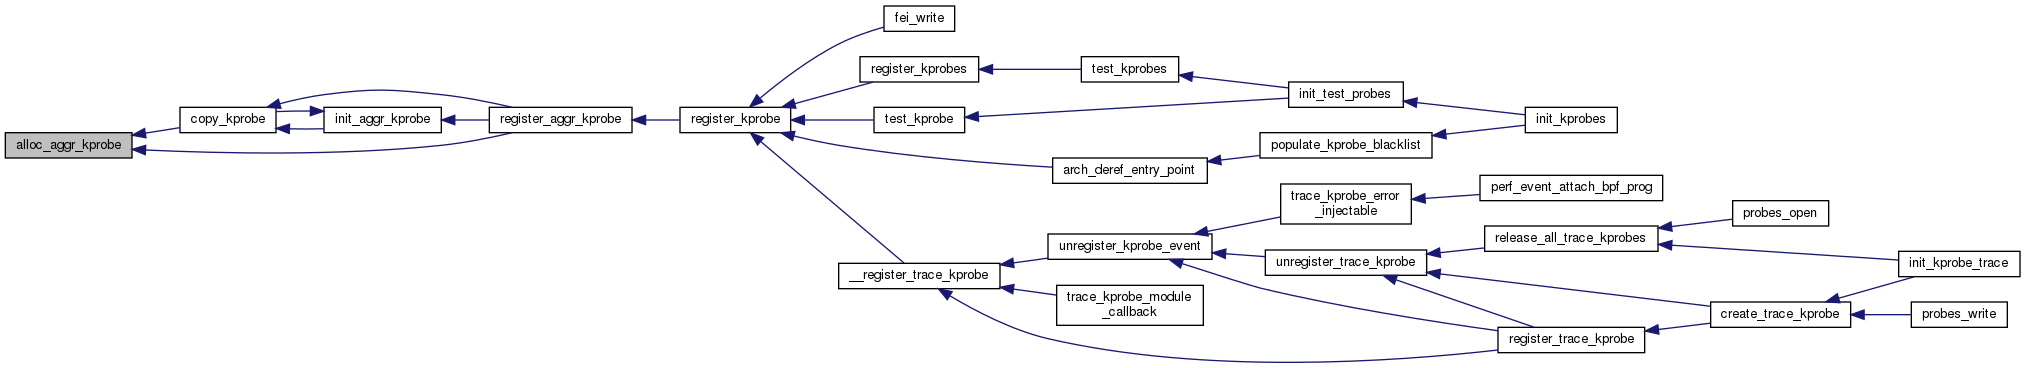 fei_write
register_kprobes
test_kprobes
init_test_probes
copy_kprobe
init_aggr_kprobe
register_aggr_kprobe
register_kprobe
test_kprobe
init_kprobes
alloc_aggr_kprobe
populate_kprobe_blacklist
arch_deref_entry_point
trace_kprobe_error
_injectable
perf_event_attach_bpf_prog
probes_open
unregister_kprobe_event
release_all_trace_kprobes
unregister_trace_kprobe
init_kprobe_trace
__register_trace_kprobe
trace_kprobe_module
_callback
create_trace_kprobe
probes_write
register_trace_kprobe